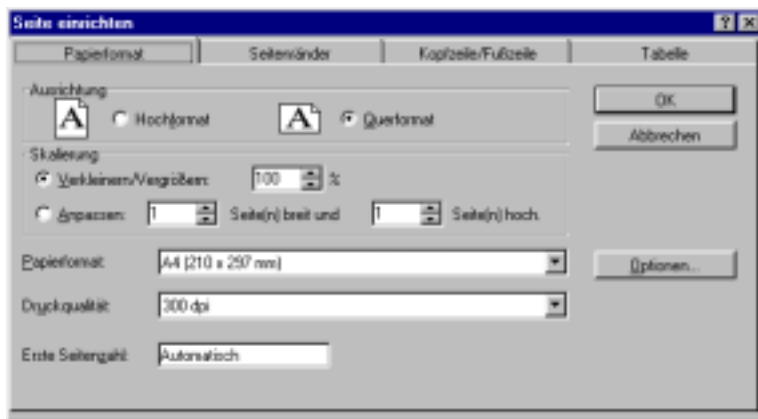 Seite einrichten
Papierformat Seitenränder Kopfzeile/Fußzeile Tabelle
Ausrichtung
A Hochformat A Querformat
OK
Abbrechen
Skalierung
Verkleinern/Vergrößern: 100 %
Anpassen: 1 Seite(n) breit und 1 Seite(n) hoch.
Papierformat: A4 (210 x 297 mm)
Optionen...
Druckqualität: 300 dpi
Erste Seitenzahl: Automatisch